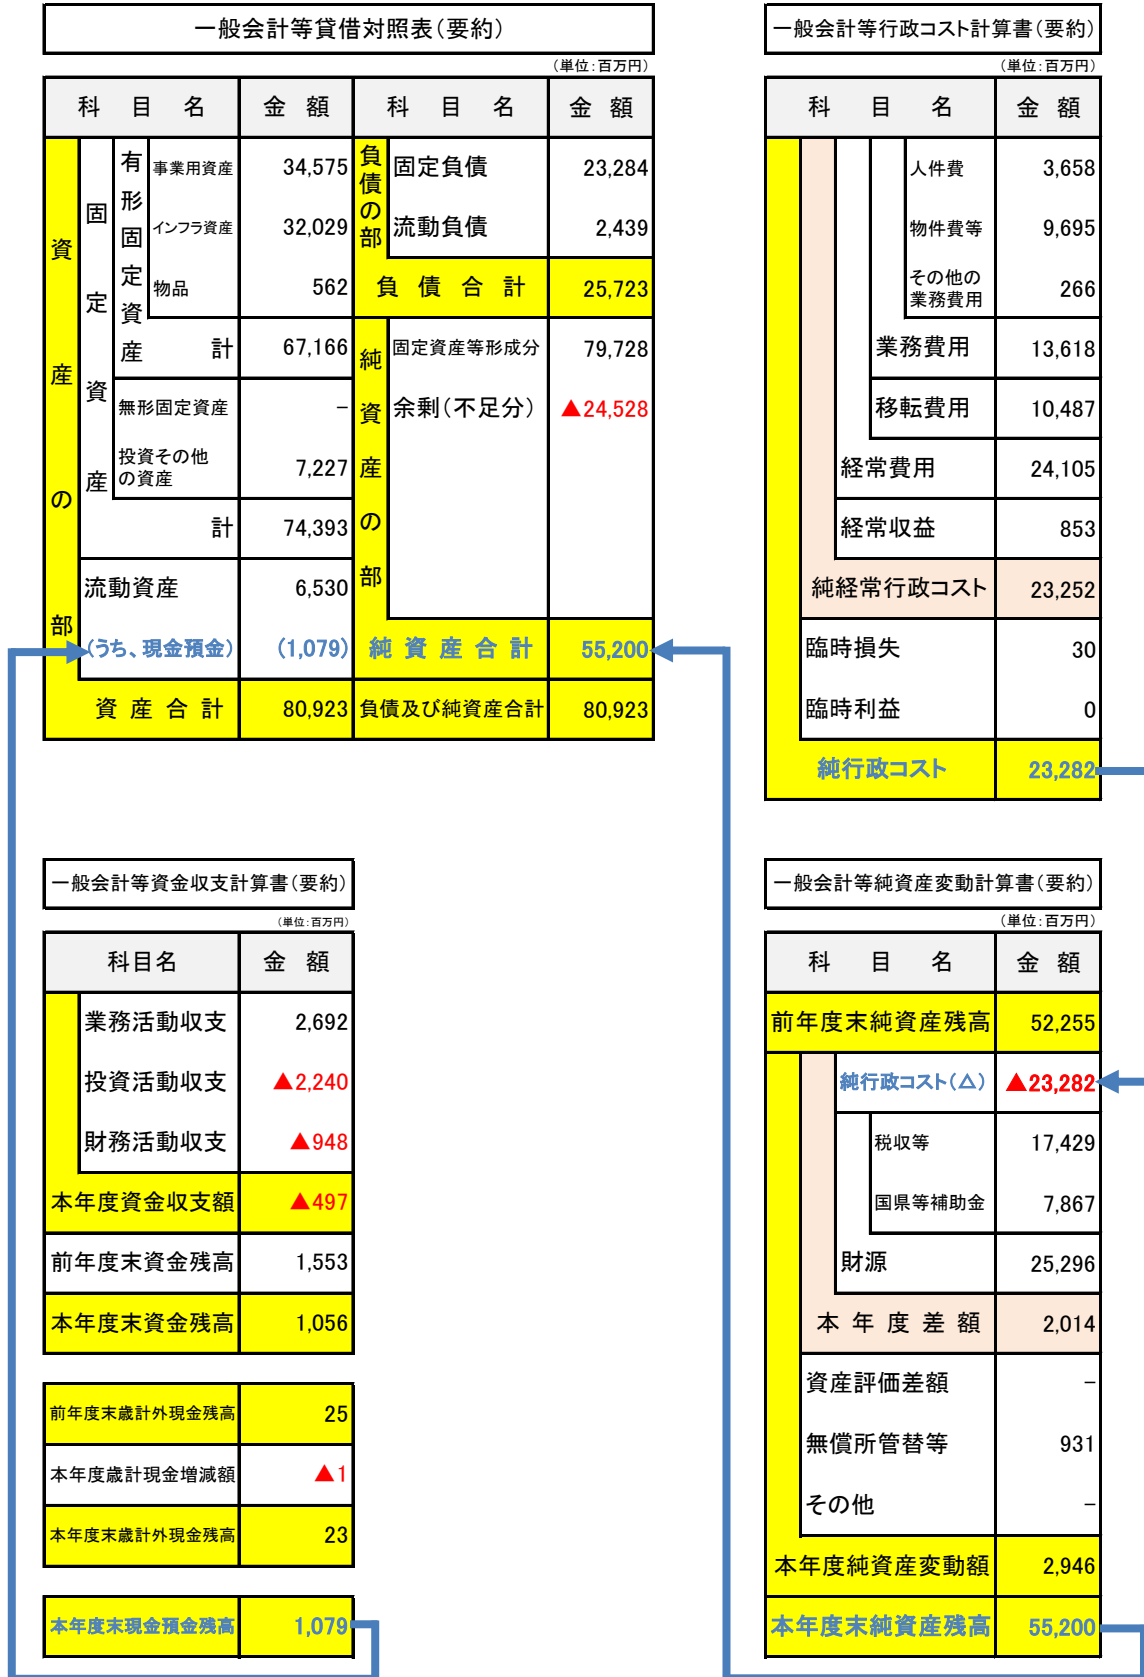 一般会計等貸借対照表（要約）
（単位：百万円）
科 目 名 金 額 科 目 名 金 額
資産の部
固定資産
有形固定資産
事業用資産 34,575
インフラ資産 32,029
物品 562
計 67,166
無形固定資産 －
投資その他
の資産 7,227
計 74,393
流動資産 6,530
（うち、現金預金） (1,079)
資 産 合 計 80,923
負債の部
固定負債 23,284
流動負債 2,439
負 債 合 計 25,723
純資産の部
固定資産等形成分 79,728
余剰（不足分） ▲24,528
純 資 産 合 計 55,200
負債及び純資産合計 80,923
一般会計等行政コスト計算書（要約）
（単位：百万円）
科 目 名 金 額
人件費 3,658
物件費等 9,695
その他の
業務費用 266
業務費用 13,618
移転費用 10,487
経常費用 24,105
経常収益 853
純経常行政コスト 23,252
臨時損失 30
臨時利益 0
純行政コスト 23,282
一般会計等資金収支計算書（要約）
（単位：百万円）
科目名 金 額
業務活動収支 2,692
投資活動収支 ▲2,240
財務活動収支 ▲948
本年度資金収支額 ▲497
前年度末資金残高 1,553
本年度末資金残高 1,056
前年度末歳計外現金残高 25
本年度歳計現金増減額 ▲1
本年度末歳計外現金残高 23
本年度末現金預金残高 1,079
一般会計等純資産変動計算書（要約）
（単位：百万円）
科 目 名 金 額
前年度末純資産残高 52,255
純行政コスト（△） ▲23,282
税収等 17,429
国県等補助金 7,867
財源 25,296
本 年 度 差 額 2,014
資産評価差額 －
無償所管替等 931
その他 －
本年度純資産変動額 2,946
本年度末純資産残高 55,200